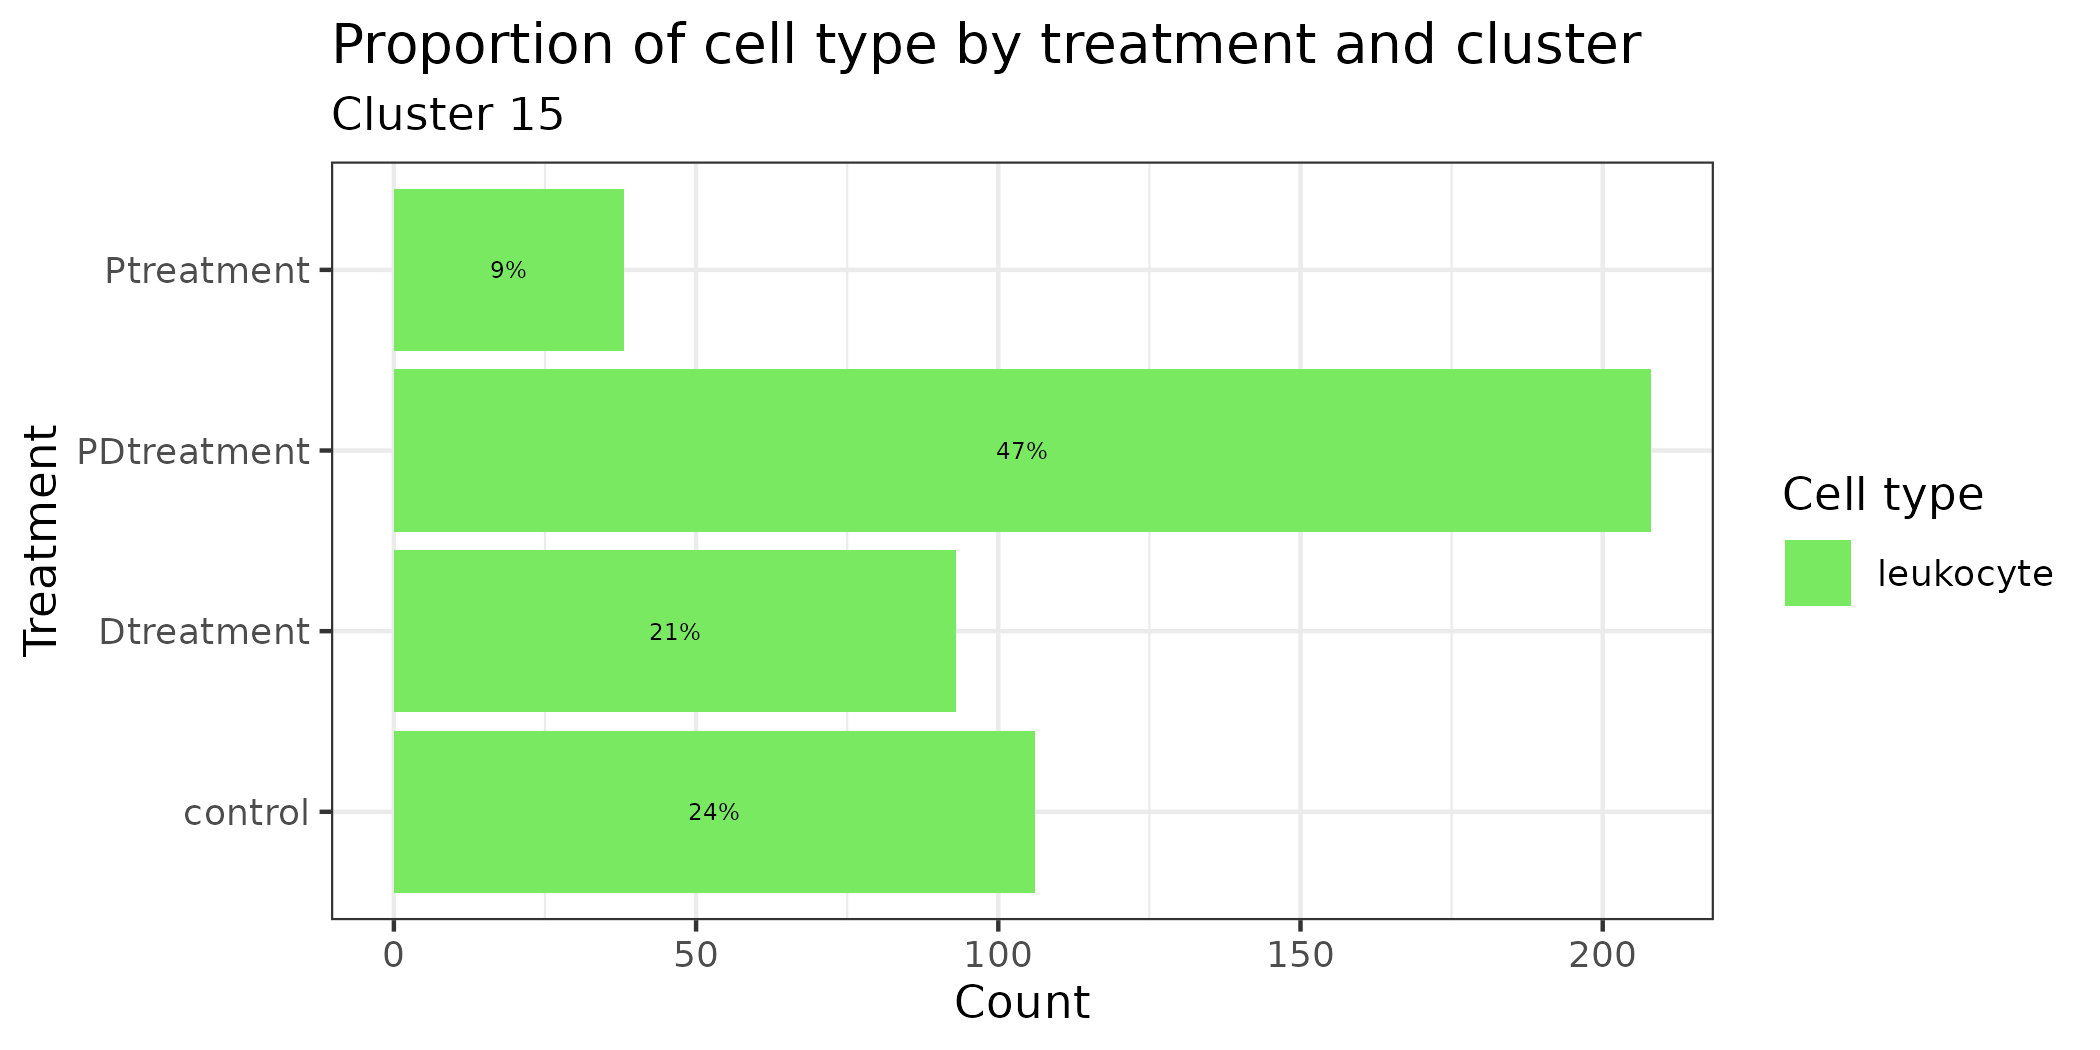 Proportion of cell type by treatment and cluster
Cluster 15
Treatment
Ptreatment
9%
PDtreatment
47%
Dtreatment
21%
control
24%
0 50 100 150 200
Count
Cell type
leukocyte